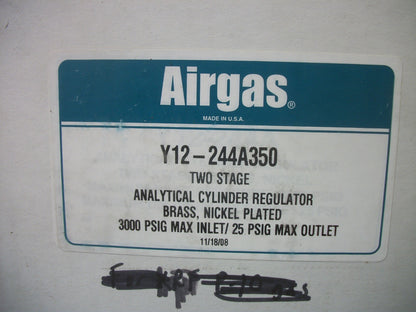 Airgas®
MADE IN U.S.A.
Y12-244A350
TWO STAGE
ANALYTICAL CYLINDER REGULATOR
BRASS, NICKEL PLATED
3000 PSIG MAX INLET/ 25 PSIG MAX OUTLET
11/18/08